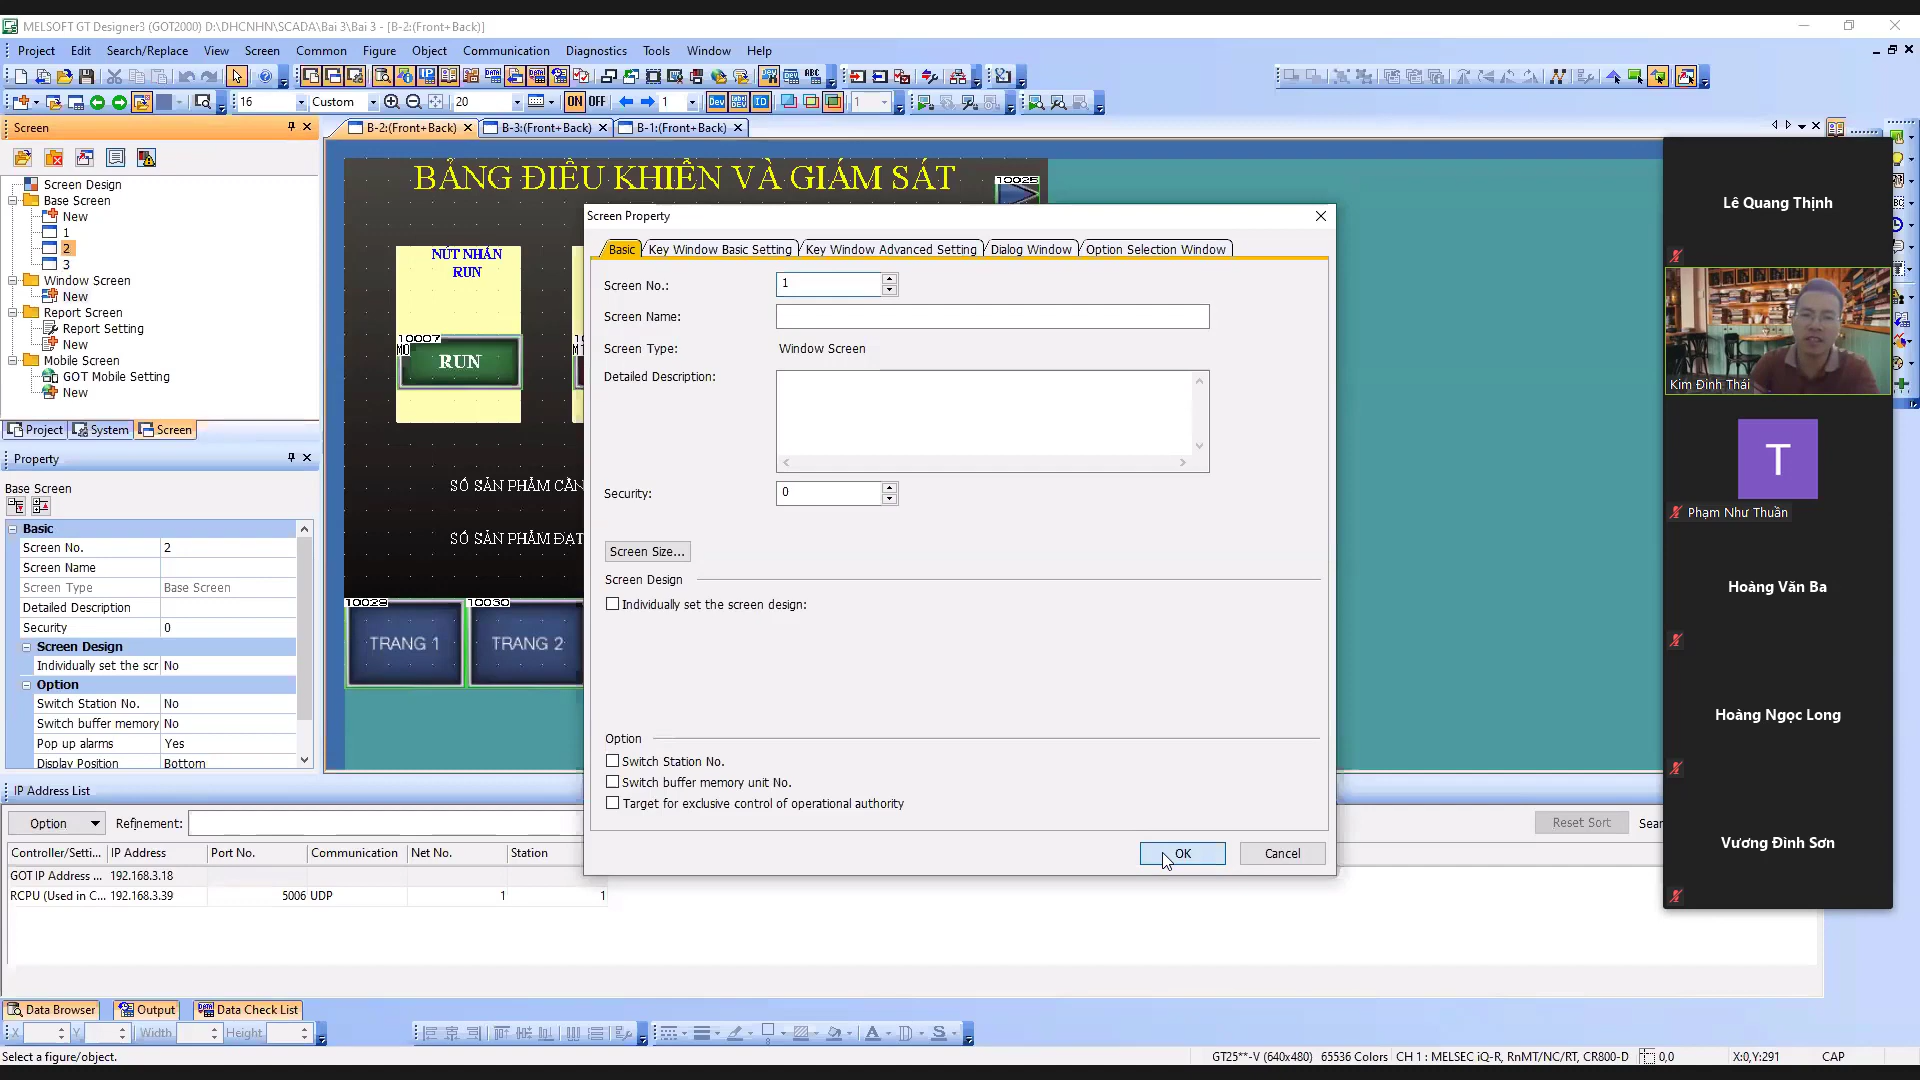 MELSOFT GT Designer3 (GOT2000) D:\DHCNHN\SCADA\Bai 3\Bai 3 - [B-2:(Front+Back)]
Project Edit Search/Replace View Screen Common Figure Object Communication Diagnostics Tools Window Help
16 Custom 20 ON OFF 1 Dev ID 1
Screen
B-2:(Front+Back) B-3:(Front+Back) B-1:(Front+Back)
Screen Design
Base Screen
New
1
2
3
Window Screen
New
Report Screen
Report Setting
New
Mobile Screen
GOT Mobile Setting
New
Project System Screen
Property
Base Screen
Basic
Screen No. 2
Screen Name
Screen Type Base Screen
Detailed Description
Security 0
Screen Design
Individually set the scr No
Option
Switch Station No. No
Switch buffer memory No
Pop up alarms Yes
Display Position Bottom
BẢNG ĐIỀU KHIỂN VÀ GIÁM SÁT
10025
NÚT NHẤN
RUN
10007
M0
RUN
SỐ SẢN PHẨM CẦN
SỐ SẢN PHẨM ĐẠT
10029 10030
TRANG 1 TRANG 2
Screen Property
Basic Key Window Basic Setting Key Window Advanced Setting Dialog Window Option Selection Window
Screen No.: 1
Screen Name:
Screen Type: Window Screen
Detailed Description:
Security: 0
Screen Size...
Screen Design
Individually set the screen design:
Option
Switch Station No.
Switch buffer memory unit No.
Target for exclusive control of operational authority
OK Cancel
Lê Quang Thịnh
Kim Đình Thái
T
Phạm Như Thuần
Hoàng Văn Ba
Hoàng Ngọc Long
Vương Đình Sơn
IP Address List
Option Refinement: Reset Sort Sear
Controller/Setti... IP Address Port No. Communication Net No. Station
GOT IP Address ... 192.168.3.18
RCPU (Used in C... 192.168.3.39 5006 UDP 1 1
Data Browser Output Data Check List
X Y Width Height
Select a figure/object. GT25**-V (640x480) 65536 Colors CH 1 : MELSEC iQ-R, RnMT/NC/RT, CR800-D 0,0 X:0,Y:291 CAP